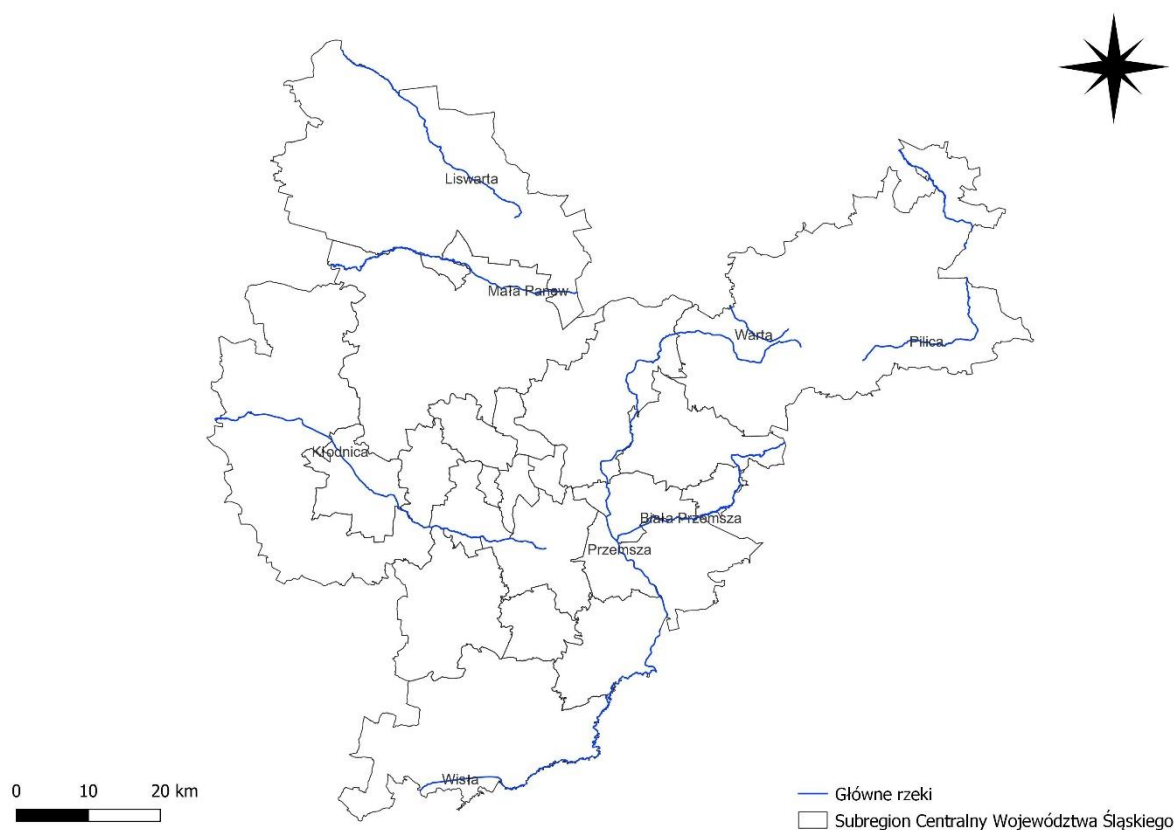 Liswarta
Mała Panew
Warta
Pilica
Kłodnica
Biała Przemsza
Przemsza
Wisła
0 10 20 km
Główne rzeki
Subregion Centralny Województwa Śląskiego